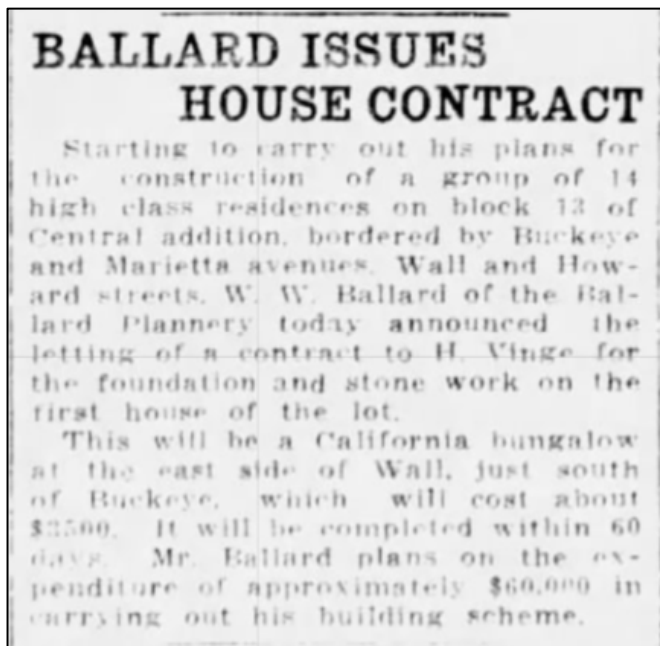 BALLARD ISSUES
HOUSE CONTRACT
Starting to carry out his plans for
the construction of a group of 14
high class residences on block 13 of
Central addition, bordered by Buckeye
and Marietta avenues, Wall and How-
ard streets, W. W. Ballard of the Bal-
lard Plannery today announced the
letting of a contract to H. Vinge for
the foundation and stone work on the
first house of the lot.
This will be a California bungalow
at the east side of Wall, just south
of Buckeye, which will cost about
$3500. It will be completed within 60
days. Mr. Ballard plans on the ex-
penditure of approximately $60,000 in
carrying out his building scheme.